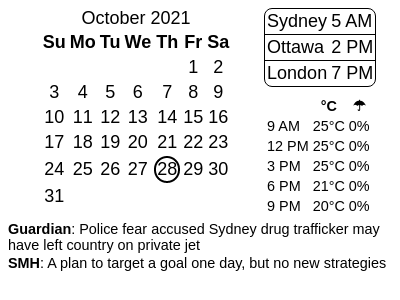 October 2021
Su Mo Tu We Th Fr Sa
1 2
3 4 5 6 7 8 9
10 11 12 13 14 15 16
17 18 19 20 21 22 23
24 25 26 27 28 29 30
31
Sydney 5 AM
Ottawa 2 PM
London 7 PM
°C ☂
9 AM 25°C 0%
12 PM 25°C 0%
3 PM 25°C 0%
6 PM 21°C 0%
9 PM 20°C 0%
Guardian: Police fear accused Sydney drug trafficker may
have left country on private jet
SMH: A plan to target a goal one day, but no new strategies